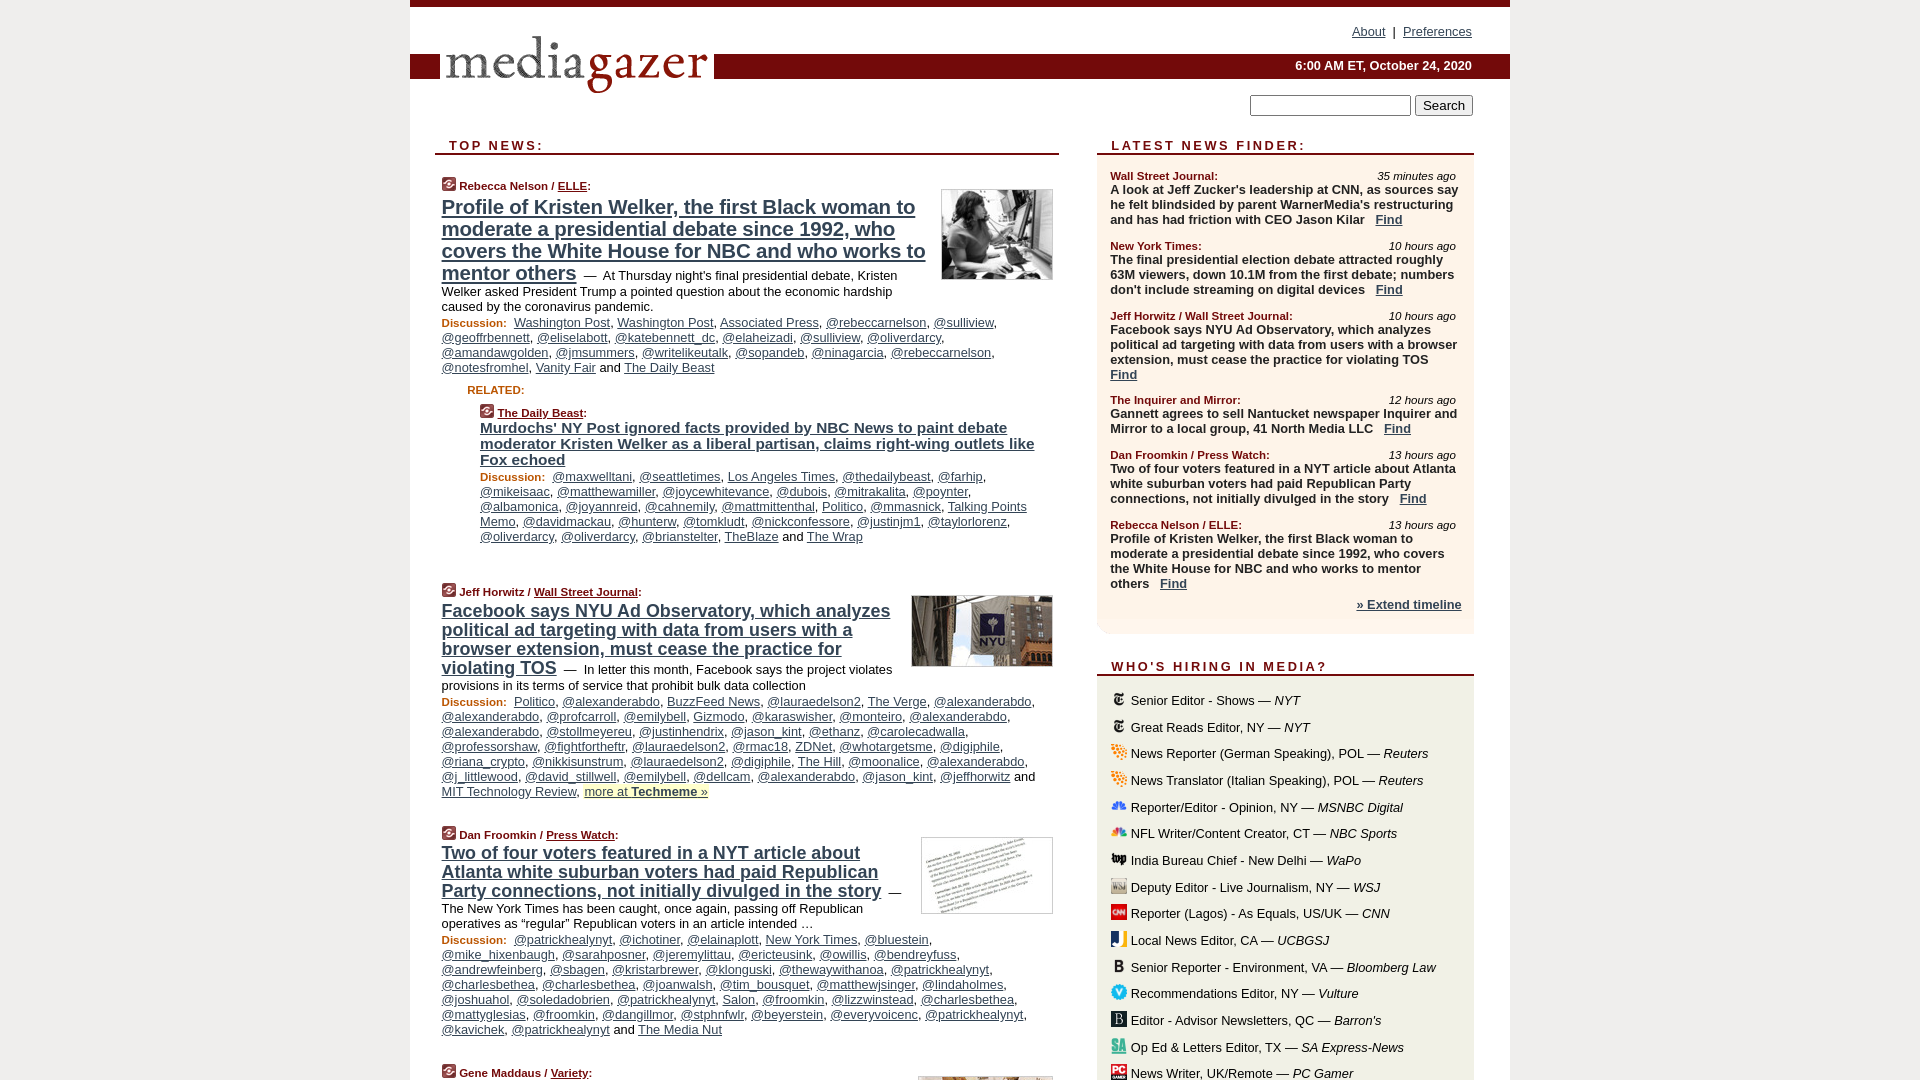 About | Preferences
mediagazer
6:00 AM ET, October 24, 2020
Search
TOP NEWS:
Rebecca Nelson / ELLE:
Profile of Kristen Welker, the first Black woman to
moderate a presidential debate since 1992, who
covers the White House for NBC and who works to
mentor others — At Thursday night's final presidential debate, Kristen
Welker asked President Trump a pointed question about the economic hardship
caused by the coronavirus pandemic.
Discussion: Washington Post, Washington Post, Associated Press, @rebeccarnelson, @sulliview,
@geoffrbennett, @eliselabott, @katebennett_dc, @elaheizadi, @sulliview, @oliverdarcy,
@amandawgolden, @jmsummers, @writelikeutalk, @sopandeb, @ninagarcia, @rebeccarnelson,
@notesfromhel, Vanity Fair and The Daily Beast
RELATED:
The Daily Beast:
Murdochs' NY Post ignored facts provided by NBC News to paint debate
moderator Kristen Welker as a liberal partisan, claims right-wing outlets like
Fox echoed
Discussion: @maxwelltani, @seattletimes, Los Angeles Times, @thedailybeast, @farhip,
@mikeisaac, @matthewamiller, @joycewhitevance, @dubois, @mitrakalita, @poynter,
@albamonica, @joyannreid, @cahnemily, @mattmittenthal, Politico, @mmasnick, Talking Points
Memo, @davidmackau, @hunterw, @tomkludt, @nickconfessore, @justinjm1, @taylorlorenz,
@oliverdarcy, @oliverdarcy, @brianstelter, TheBlaze and The Wrap
Jeff Horwitz / Wall Street Journal:
Facebook says NYU Ad Observatory, which analyzes
political ad targeting with data from users with a
browser extension, must cease the practice for
violating TOS — In letter this month, Facebook says the project violates
provisions in its terms of service that prohibit bulk data collection
NYU
Discussion: Politico, @alexanderabdo, BuzzFeed News, @lauraedelson2, The Verge, @alexanderabdo,
@alexanderabdo, @profcarroll, @emilybell, Gizmodo, @karaswisher, @monteiro, @alexanderabdo,
@alexanderabdo, @stollmeyereu, @justinhendrix, @jason_kint, @ethanz, @carolecadwalla,
@professorshaw, @fightfortheftr, @lauraedelson2, @rmac18, ZDNet, @whotargetsme, @digiphile,
@riana_crypto, @nikkisunstrum, @lauraedelson2, @digiphile, The Hill, @moonalice, @alexanderabdo,
@j_littlewood, @david_stillwell, @emilybell, @dellcam, @alexanderabdo, @jason_kint, @jeffhorwitz and
MIT Technology Review, more at Techmeme »
Dan Froomkin / Press Watch:
Two of four voters featured in a NYT article about
Atlanta white suburban voters had paid Republican
Party connections, not initially divulged in the story —
The New York Times has been caught, once again, passing off Republican
operatives as “regular” Republican voters in an article intended …
Discussion: @patrickhealynyt, @ichotiner, @elainaplott, New York Times, @bluestein,
@mike_hixenbaugh, @sarahposner, @jeremylittau, @ericteusink, @owillis, @bendreyfuss,
@andrewfeinberg, @sbagen, @kristarbrewer, @klonguski, @thewaywithanoa, @patrickhealynyt,
@charlesbethea, @charlesbethea, @joanwalsh, @tim_bousquet, @matthewjsinger, @lindaholmes,
@joshuahol, @soledadobrien, @patrickhealynyt, Salon, @froomkin, @lizzwinstead, @charlesbethea,
@mattyglesias, @froomkin, @dangillmor, @stphnfwlr, @beyerstein, @everyvoicenc, @patrickhealynyt,
@kavichek, @patrickhealynyt and The Media Nut
Gene Maddaus / Variety:
LATEST NEWS FINDER:
Wall Street Journal: 35 minutes ago
A look at Jeff Zucker's leadership at CNN, as sources say
he felt blindsided by parent WarnerMedia's restructuring
and has had friction with CEO Jason Kilar Find
New York Times: 10 hours ago
The final presidential election debate attracted roughly
63M viewers, down 10.1M from the first debate; numbers
don't include streaming on digital devices Find
Jeff Horwitz / Wall Street Journal: 10 hours ago
Facebook says NYU Ad Observatory, which analyzes
political ad targeting with data from users with a browser
extension, must cease the practice for violating TOS
Find
The Inquirer and Mirror: 12 hours ago
Gannett agrees to sell Nantucket newspaper Inquirer and
Mirror to a local group, 41 North Media LLC Find
Dan Froomkin / Press Watch: 13 hours ago
Two of four voters featured in a NYT article about Atlanta
white suburban voters had paid Republican Party
connections, not initially divulged in the story Find
Rebecca Nelson / ELLE: 13 hours ago
Profile of Kristen Welker, the first Black woman to
moderate a presidential debate since 1992, who covers
the White House for NBC and who works to mentor
others Find
» Extend timeline
WHO'S HIRING IN MEDIA?
Senior Editor - Shows — NYT
Great Reads Editor, NY — NYT
News Reporter (German Speaking), POL — Reuters
News Translator (Italian Speaking), POL — Reuters
Reporter/Editor - Opinion, NY — MSNBC Digital
NFL Writer/Content Creator, CT — NBC Sports
India Bureau Chief - New Delhi — WaPo
Deputy Editor - Live Journalism, NY — WSJ
Reporter (Lagos) - As Equals, US/UK — CNN
Local News Editor, CA — UCBGSJ
Senior Reporter - Environment, VA — Bloomberg Law
Recommendations Editor, NY — Vulture
Editor - Advisor Newsletters, QC — Barron's
Op Ed & Letters Editor, TX — SA Express-News
News Writer, UK/Remote — PC Gamer